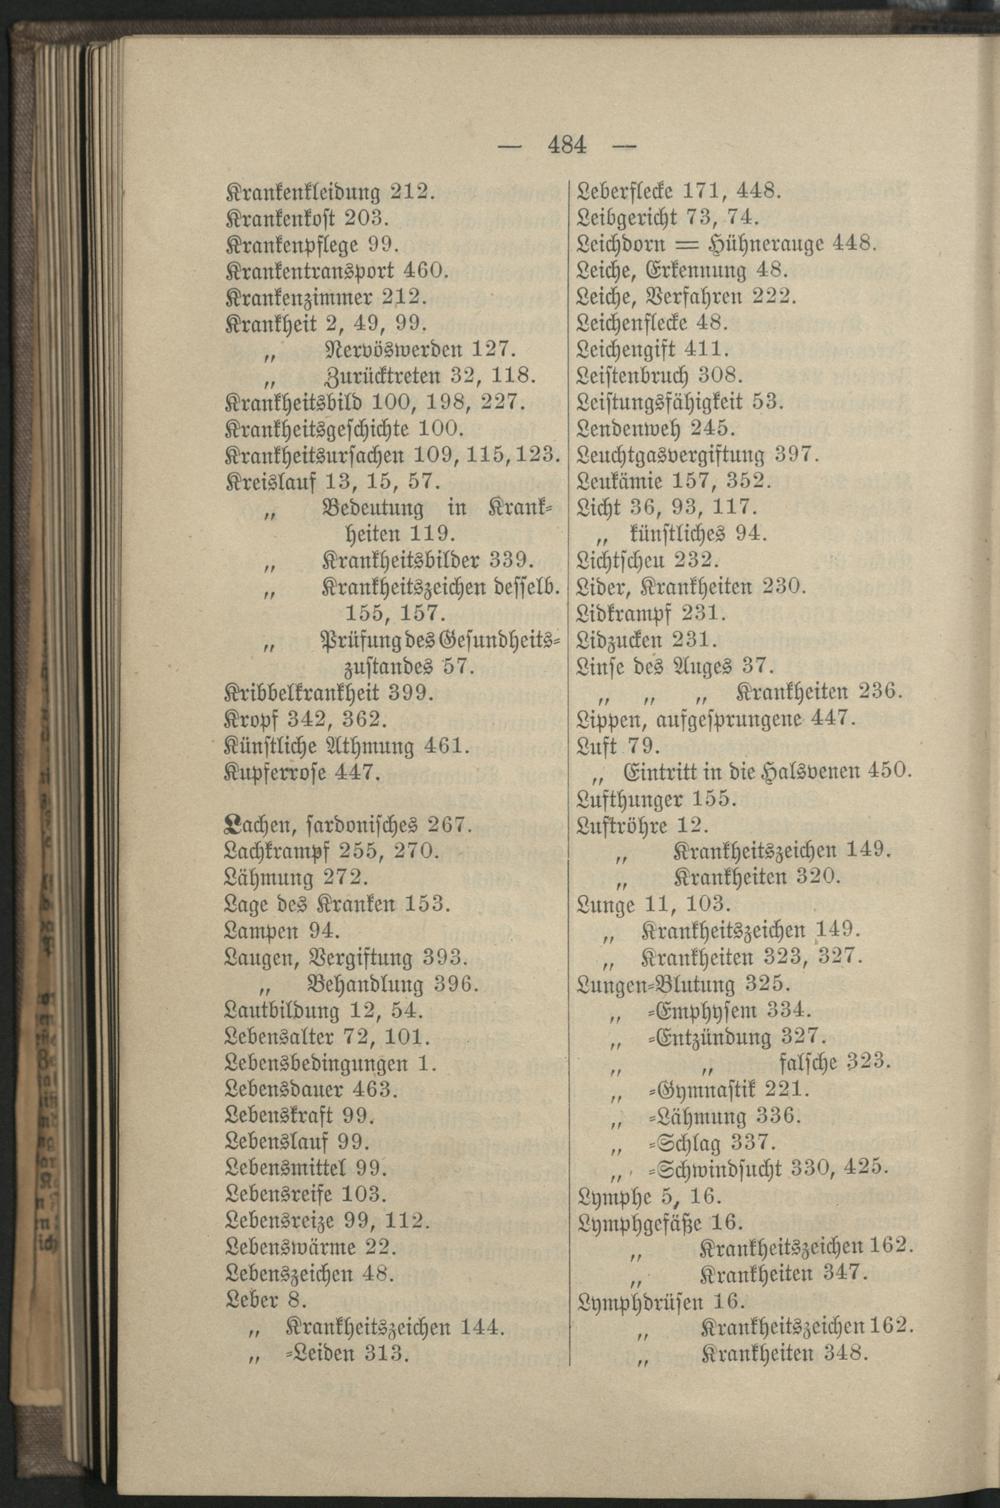 — 484 —
Krankenkleidung 212.
Krankenkost 203.
Krankenpflege 99.
Krankentransport 460.
Krankenzimmer 212.
Krankheit 2, 49, 99.
„ Nervöswerden 127.
„ Zurücktreten 32, 118.
Krankheitsbild 100, 198, 227.
Krankheitsgeschichte 100.
Krankheitsursachen 109, 115, 123.
Kreislauf 13, 15, 57.
„ Bedeutung in Krank⸗
heiten 119.
„ Krankheitsbilder 339.
„ Krankheitszeichen desselb.
155, 157.
„ Prüfung des Gesundheits⸗
zustandes 57.
Kribbelkrankheit 399.
Kropf 342, 362.
Künstliche Athmung 461.
Kupferrose 447.
Lachen, sardonisches 267.
Lachkrampf 255, 270.
Lähmung 272.
Lage des Kranken 153.
Lampen 94.
Laugen, Vergiftung 393.
„ Behandlung 396.
Lautbildung 12, 54.
Lebensalter 72, 101.
Lebensbedingungen 1.
Lebensdauer 463.
Lebenskraft 99.
Lebenslauf 99.
Lebensmittel 99.
Lebensreife 103.
Lebensreize 99, 112.
Lebenswärme 22.
Lebenszeichen 48.
Leber 8.
„ Krankheitszeichen 144.
„ ⸗Leiden 313.
Leberflecke 171, 448.
Leibgericht 73, 74.
Leichdorn = Hühnerauge 448.
Leiche, Erkennung 48.
Leiche, Verfahren 222.
Leichenflecke 48.
Leichengift 411.
Leistenbruch 308.
Leistungsfähigkeit 53.
Lendenweh 245.
Leuchtgasvergiftung 397.
Leukämie 157, 352.
Licht 36, 93, 117.
„ künstliches 94.
Lichtscheu 232.
Lider, Krankheiten 230.
Lidkrampf 231.
Lidzucken 231.
Linse des Auges 37.
„ „ „ Krankheiten 236.
Lippen, aufgesprungene 447.
Luft 79.
„ Eintritt in die Halsvenen 450.
Lufthunger 155.
Luftröhre 12.
„ Krankheitszeichen 149.
„ Krankheiten 320.
Lunge 11, 103.
„ Krankheitszeichen 149.
„ Krankheiten 323, 327.
Lungen⸗Blutung 325.
„ ⸗Emphysem 334.
„ ⸗Entzündung 327.
„ „ falsche 323.
„ ⸗Gymnastik 221.
„ ⸗Lähmung 336.
„ ⸗Schlag 337.
„ ⸗Schwindsucht 330, 425.
Lymphe 5, 16.
Lymphgefäße 16.
„ Krankheitszeichen 162.
„ Krankheiten 347.
Lymphdrüsen 16.
„ Krankheitszeichen 162.
„ Krankheiten 348.